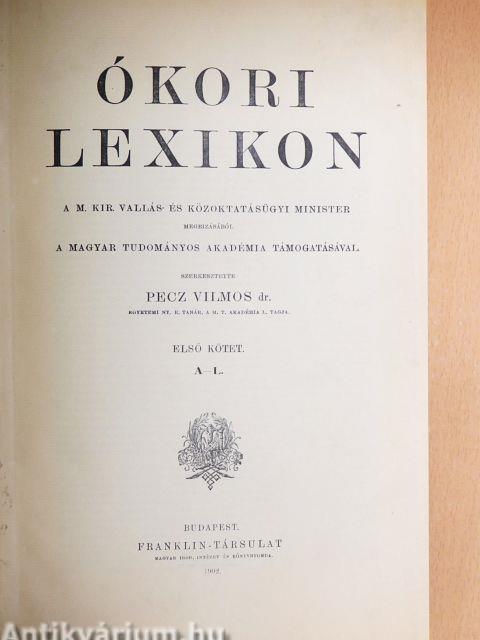 ÓKORI
LEXIKON
A M. KIR. VALLÁS- ÉS KÖZOKTATÁSÜGYI MINISTER
MEGBIZÁSÁBÓL
A MAGYAR TUDOMÁNYOS AKADÉMIA TÁMOGATÁSÁVAL
SZERKESZTETTE
PECZ VILMOS dr.
EGYETEMI NY. R. TANÁR, A M. T. AKADÉMIA L. TAGJA.
ELSŐ KÖTET.
A—L.
BUDAPEST.
FRANKLIN-TÁRSULAT
MAGYAR IROD. INTÉZET ÉS KÖNYVNYOMDA.
1902.
Antikvárium.hu